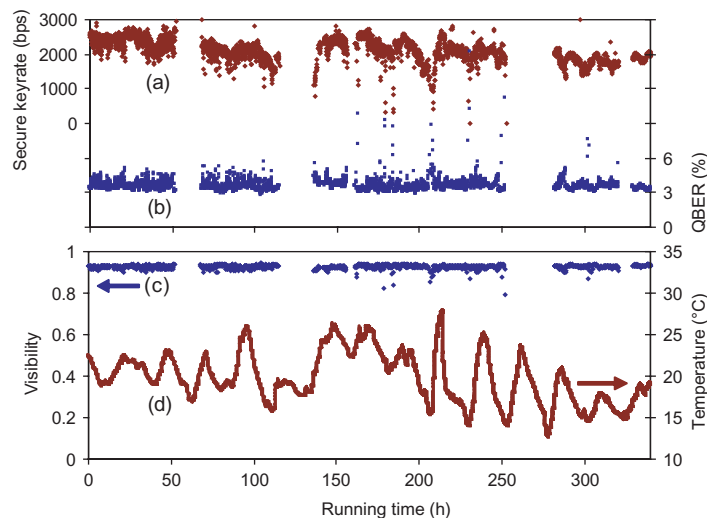 Secure keyrate (bps)
3000
2000
1000
0
(a)
(b)
6
3
0
QBER (%)
Visibility
1
0.8
0.6
0.4
0.2
0
(c)
(d)
35
30
25
20
15
10
Temperature (°C)
0 50 100 150 200 250 300
Running time (h)